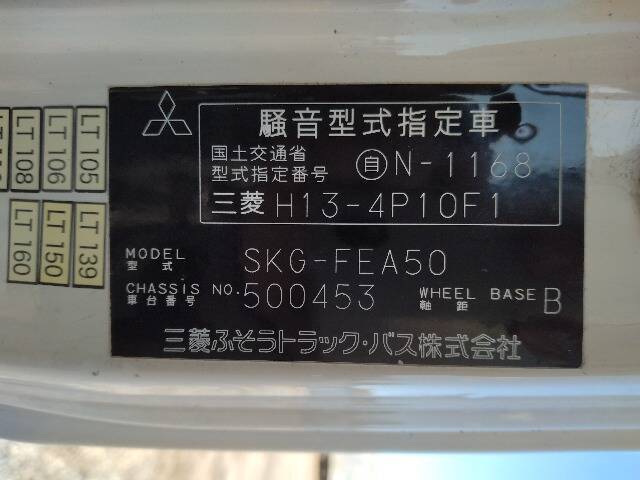 騒音型式指定車
国土交通省
型式指定番号 自 N-1168
三菱 H13-4P10F1
MODEL
型式 SKG-FEA50
CHASSIS NO.
車台番号 500453
WHEEL BASE
軸距 B
三菱ふそうトラック・バス株式会社
LT 108
LT 106
LT 105
LT 160
LT 150
LT 139